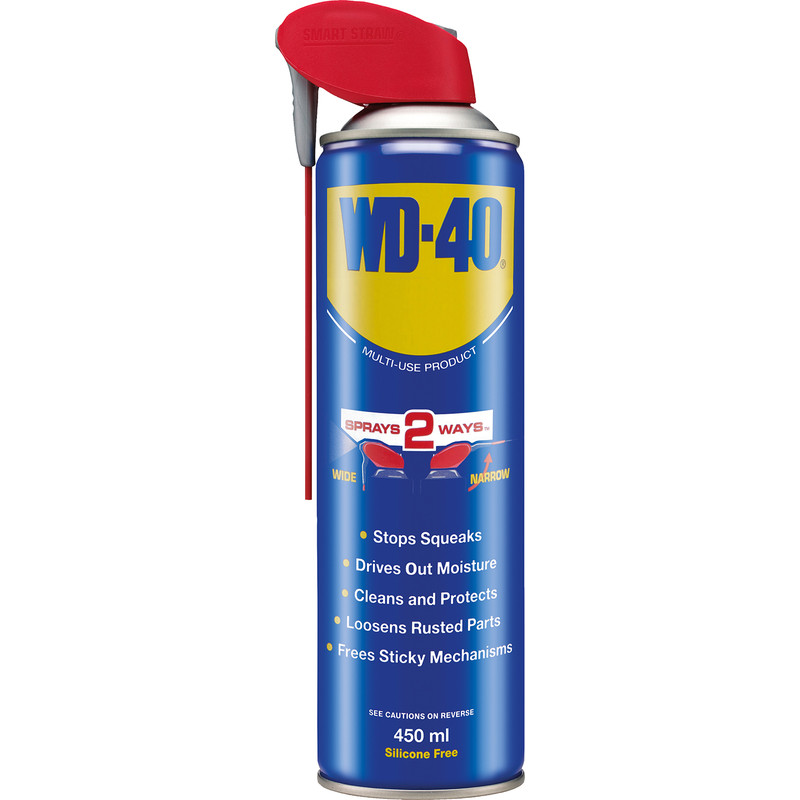 SMART STRAW
WD-40®
MULTI-USE PRODUCT
SPRAYS 2 WAYS™
WIDE
NARROW
• Stops Squeaks
• Drives Out Moisture
• Cleans and Protects
• Loosens Rusted Parts
• Frees Sticky Mechanisms
SEE CAUTIONS ON REVERSE
450 ml
Silicone Free